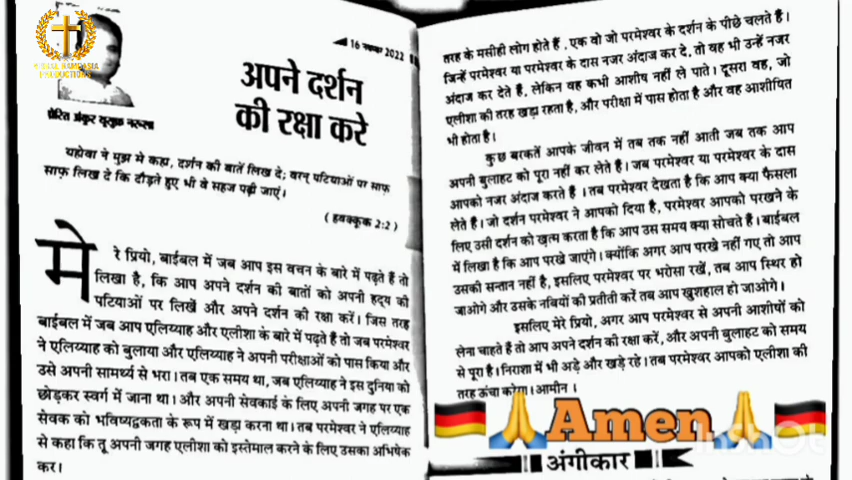 16 नवम्बर 2022
अपने दर्शन
की रक्षा करे
प्रेरित अंकुर यूसुफ नरूला
यहोवा ने मुझ मे कहा, दर्शन की बातें लिख दे; वरन् पटियाओं पर साफ़
साफ़ लिख दे कि दौड़ते हुए भी वे सहज पढ़ी जाएं।
( हवक्कूक 2:2 )
मेरे प्रियो, बाईबल में जब आप इस वचन के बारे में पढ़ते हैं तो
लिखा है, कि आप अपने दर्शन की बातों को अपनी हृदय की
पटियाओं पर लिखें और अपने दर्शन की रक्षा करें। जिस तरह
बाईबल में जब आप एलिय्याह और एलीशा के बारे में पढ़ते हैं तो जब परमेश्वर
ने एलिय्याह को बुलाया और एलिय्याह ने अपनी परीक्षाओं को पास किया और
उसे अपनी सामर्थ्य से भरा। तब एक समय था, जब एलिय्याह ने इस दुनिया को
छोड़कर स्वर्ग में जाना था। और अपनी सेवकाई के लिए अपनी जगह पर एक
सेवक को भविष्यद्वकता के रूप में खड़ा करना था। तब परमेश्वर ने एलिय्याह
से कहा कि तू अपनी जगह एलीशा को इस्तेमाल करने के लिए उसका अभिषेक
कर।
तरह के मसीही लोग होते हैं , एक वो जो परमेश्वर के दर्शन के पीछे चलते हैं।
जिन्हें परमेश्वर या परमेश्वर के दास नजर अंदाज कर दे, तो वह भी उन्हें नजर
अंदाज कर देते हैं, लेकिन वह कभी आशीष नहीं ले पाते। दूसरा वह, जो
एलीशा की तरह खड़ा रहता है, और परीक्षा में पास होता है और वह आशीषित
भी होता है।
कुछ बरकतें आपके जीवन में तब तक नहीं आती जब तक आप
अपनी बुलाहट को पूरा नहीं कर लेते हैं। जब परमेश्वर या परमेश्वर के दास
आपको नजर अंदाज करते हैं । तब परमेश्वर देखता है कि आप क्या फैसला
लेते हैं। जो दर्शन परमेश्वर ने आपको दिया है, परमेश्वर आपको परखने के
लिए उसी दर्शन को खत्म करता है कि आप उस समय क्या सोचते हैं। बाईबल
में लिखा है कि आप परखे जाएंगे। क्योंकि अगर आप परखे नहीं गए तो आप
उसकी सन्तान नहीं है, इसलिए परमेश्वर पर भरोसा रखें, तब आप स्थिर हो
जाओगे और उसके नबियों की प्रतीती करें तब आप खुशहाल हो जाओगे।
इसलिए मेरे प्रियो, अगर आप परमेश्वर से अपनी आशीषों को
लेना चाहते हैं तो आप अपने दर्शन की रक्षा करें, और अपनी बुलाहट को समय
से पूरा है। निराशा में भी अड़े और खड़े रहे। तब परमेश्वर आपको एलीशा की
तरह ऊंचा करेगा। आमीन ।
Amen
InShOt
अंगीकार